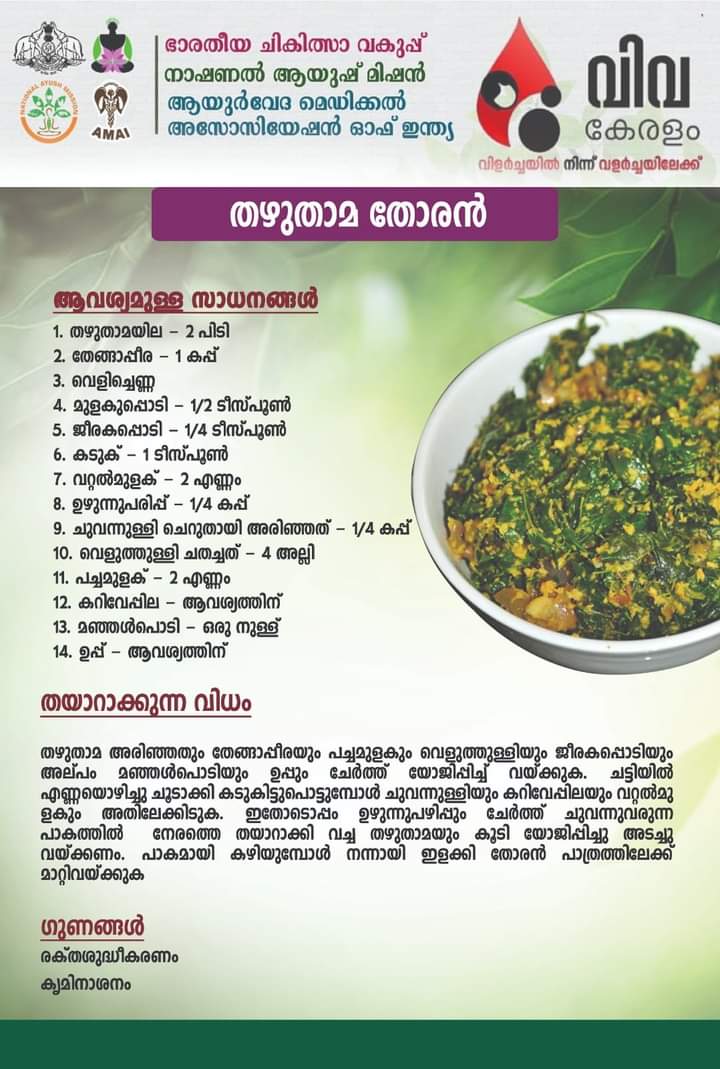 ഭാരതീയ ചികിത്സാ വകുപ്പ്
നാഷണൽ ആയുഷ് മിഷൻ
ആയുർവേദ മെഡിക്കൽ
അസോസിയേഷൻ ഓഫ് ഇന്ത്യ
NATIONAL AYUSH MISSION
AMAI
വിവ
കേരളം
വിളർച്ചയിൽ നിന്ന് വളർച്ചയിലേക്ക്
തഴുതാമ തോരൻ
ആവശ്യമുള്ള സാധനങ്ങൾ
1. തഴുതാമയില – 2 പിടി
2. തേങ്ങാപ്പീര – 1 കപ്പ്
3. വെളിച്ചെണ്ണ
4. മുളകുപ്പൊടി – 1/2 ടീസ്പൂൺ
5. ജീരകപ്പൊടി – 1/4 ടീസ്പൂൺ
6. കടുക് – 1 ടീസ്പൂൺ
7. വറ്റൽമുളക് – 2 എണ്ണം
8. ഉഴുന്നുപരിപ്പ് – 1/4 കപ്പ്
9. ചുവന്നുള്ളി ചെറുതായി അരിഞ്ഞത് – 1/4 കപ്പ്
10. വെളുത്തുള്ളി ചതച്ചത് – 4 അല്ലി
11. പച്ചമുളക് – 2 എണ്ണം
12. കറിവേപ്പില – ആവശ്യത്തിന്
13. മഞ്ഞൾപൊടി – ഒരു നുള്ള്
14. ഉപ്പ് – ആവശ്യത്തിന്
തയാറാക്കുന്ന വിധം
തഴുതാമ അരിഞ്ഞതും തേങ്ങാപ്പീരയും പച്ചമുളകും വെളുത്തുള്ളിയും ജീരകപ്പൊടിയും
അല്പം മഞ്ഞൾപൊടിയും ഉപ്പും ചേർത്ത് യോജിപ്പിച്ച് വയ്ക്കുക. ചട്ടിയിൽ
എണ്ണയൊഴിച്ചു ചൂടാക്കി കടുകിട്ടുപൊട്ടുമ്പോൾ ചുവന്നുള്ളിയും കറിവേപ്പിലയും വറ്റൽമു
ളകും അതിലേക്കിടുക. ഇതോടൊപ്പം ഉഴുന്നുപഴിപ്പും ചേർത്ത് ചുവന്നുവരുന്ന
പാകത്തിൽ നേരത്തെ തയാറാക്കി വച്ച തഴുതാമയും കൂടി യോജിപ്പിച്ചു അടച്ചു
വയ്ക്കണം. പാകമായി കഴിയുമ്പോൾ നന്നായി ഇളക്കി തോരൻ പാത്രത്തിലേക്ക്
മാറ്റിവയ്ക്കുക
ഗുണങ്ങൾ
രക്തശുദ്ധീകരണം
കൃമിനാശനം